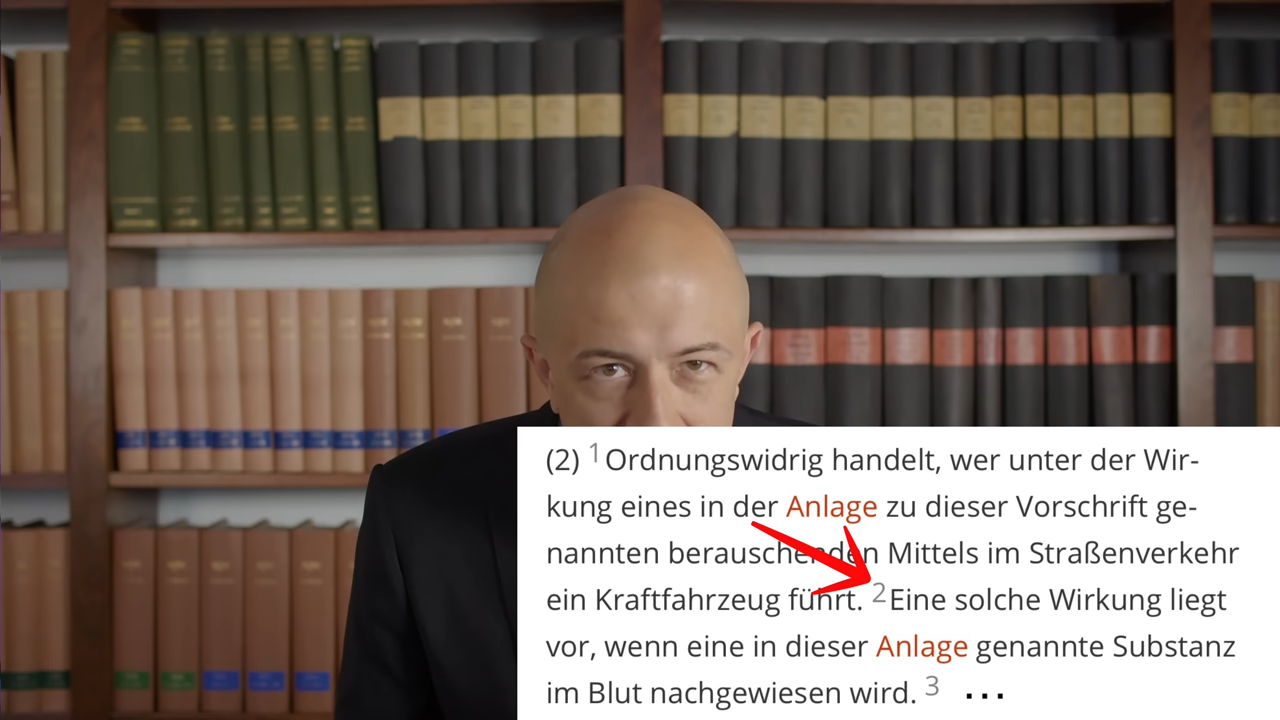 (2) 1 Ordnungswidrig handelt, wer unter der Wir-
kung eines in der Anlage zu dieser Vorschrift ge-
nannten berauschenden Mittels im Straßenverkehr
ein Kraftfahrzeug führt. 2 Eine solche Wirkung liegt
vor, wenn eine in dieser Anlage genannte Substanz
im Blut nachgewiesen wird. 3 ...